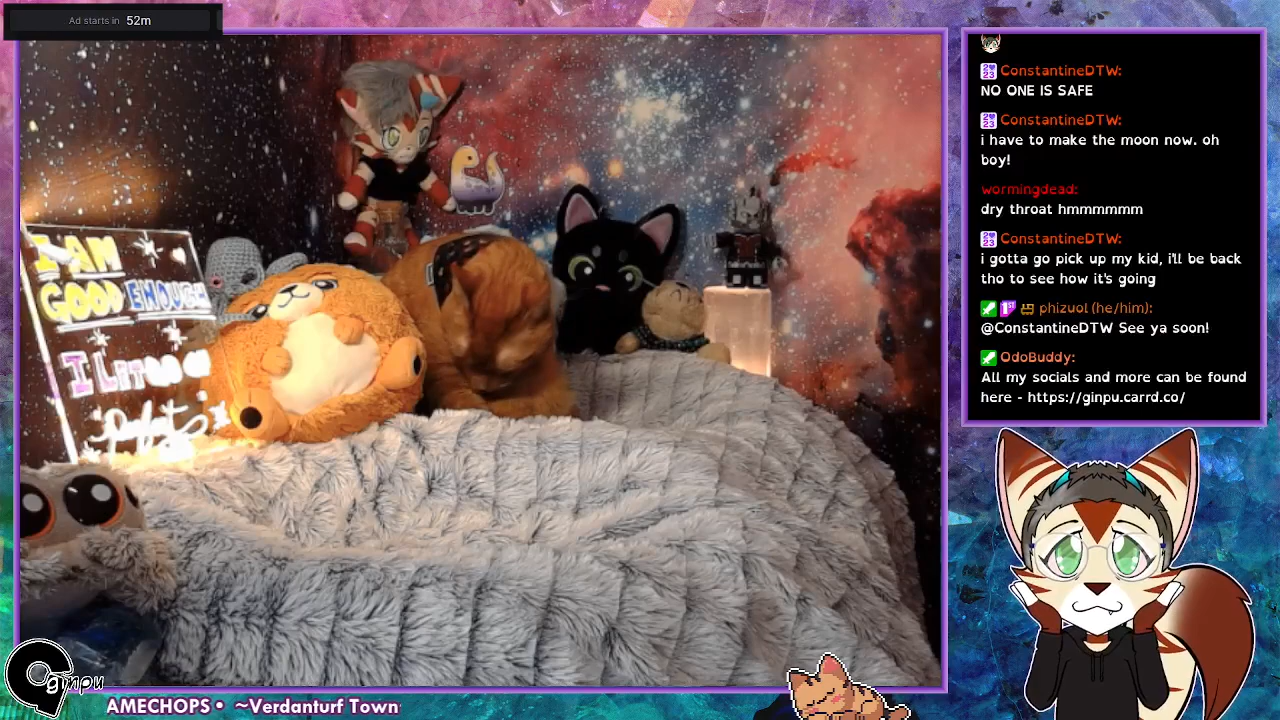 Ad starts in 52m
ConstantineDTW:
NO ONE IS SAFE
ConstantineDTW:
i have to make the moon now. oh
boy!
wormingdead:
dry throat hmmmmmm
ConstantineDTW:
i gotta go pick up my kid, i'll be back
tho to see how it's going
phizuol (he/him):
@ConstantineDTW See ya soon!
OdoBuddy:
All my socials and more can be found
here - https://ginpu.carrd.co/
I AM
GOOD ENOUGH
ginpu
AMECHOPS • ~Verdanturf Town